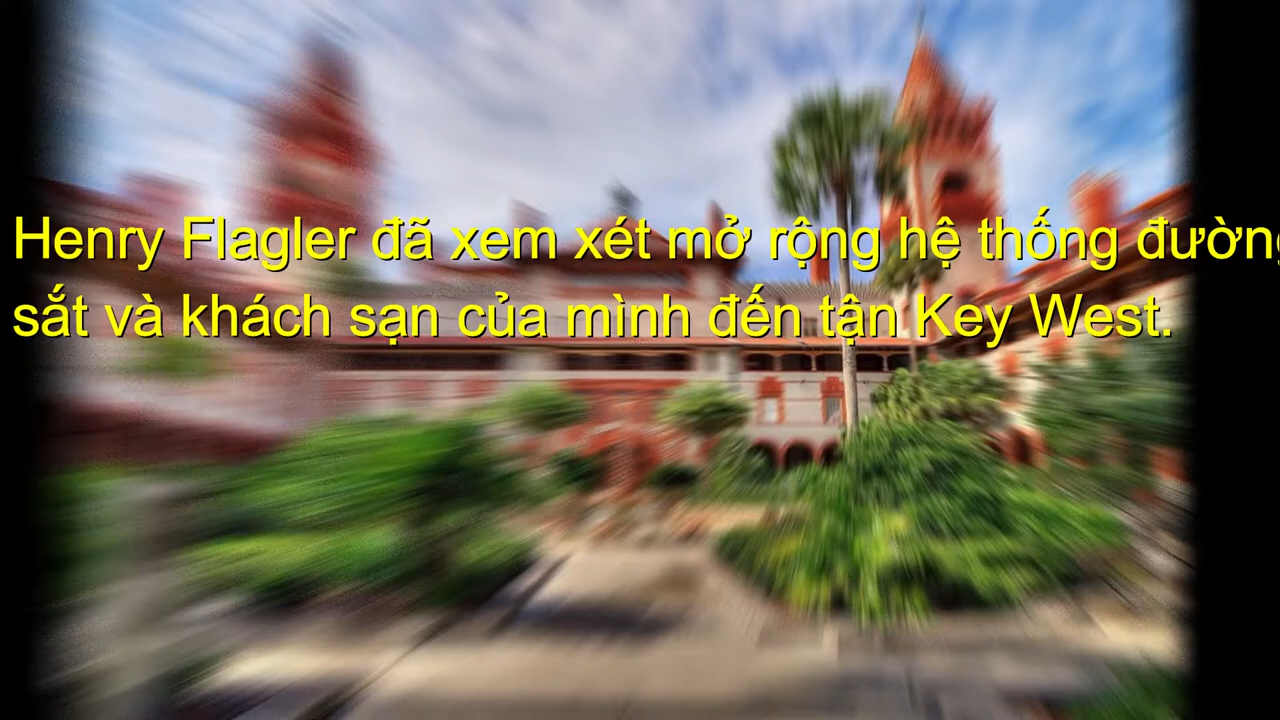 Henry Flagler đã xem xét mở rộng hệ thống đường
sắt và khách sạn của mình đến tận Key West.